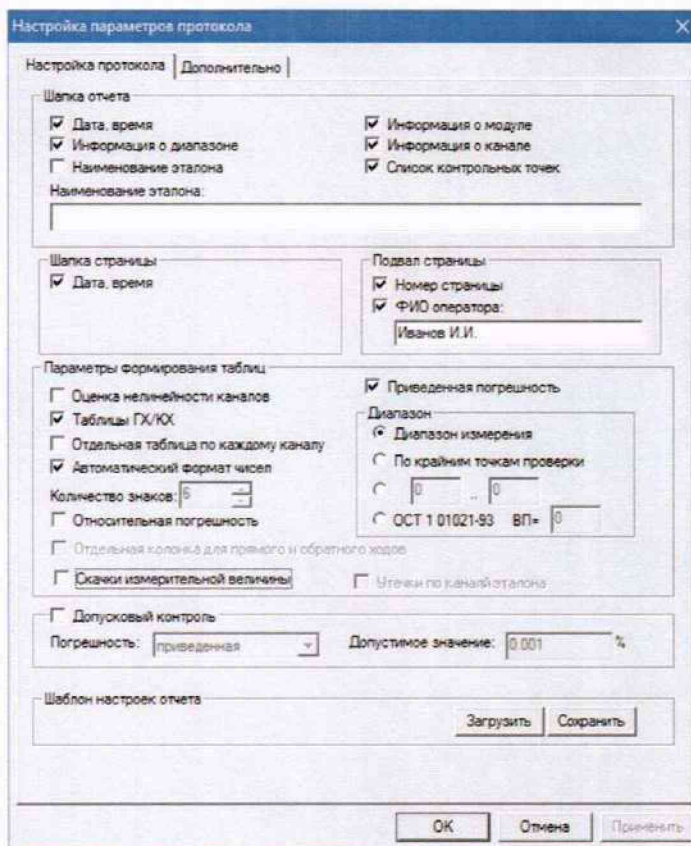 Настройка параметров протокола
Настройка протокола Дополнительно
Шапка отчета
Дата, время Информация о модуле
Информация о диапазоне Информация о канале
Наименование эталона Список контрольных точек
Наименование эталона:
Шапка страницы Подвал страницы
Дата, время Номер страницы
ФИО оператора:
Иванов И.И.
Параметры формирования таблиц
Оценка нелинейности каналов Приведенная погрешность
Таблицы ГХ/КХ Диапазон
Отдельная таблица по каждому каналу Диапазон измерения
Автоматический формат чисел По крайним точкам проверки
Количество знаков: 6 0 .. 0
Относительная погрешность ОСТ 1 01021-93 ВП= 0
Отдельная колонка для прямого и обратного ходов
Скачки измерительной величины Утечки по каналй эталона
Допусковый контроль
Погрешность: приведенная Допустимое значение: 0.001 %
Шаблон настроек отчета
Загрузить Сохранить
OK Отмена Применить